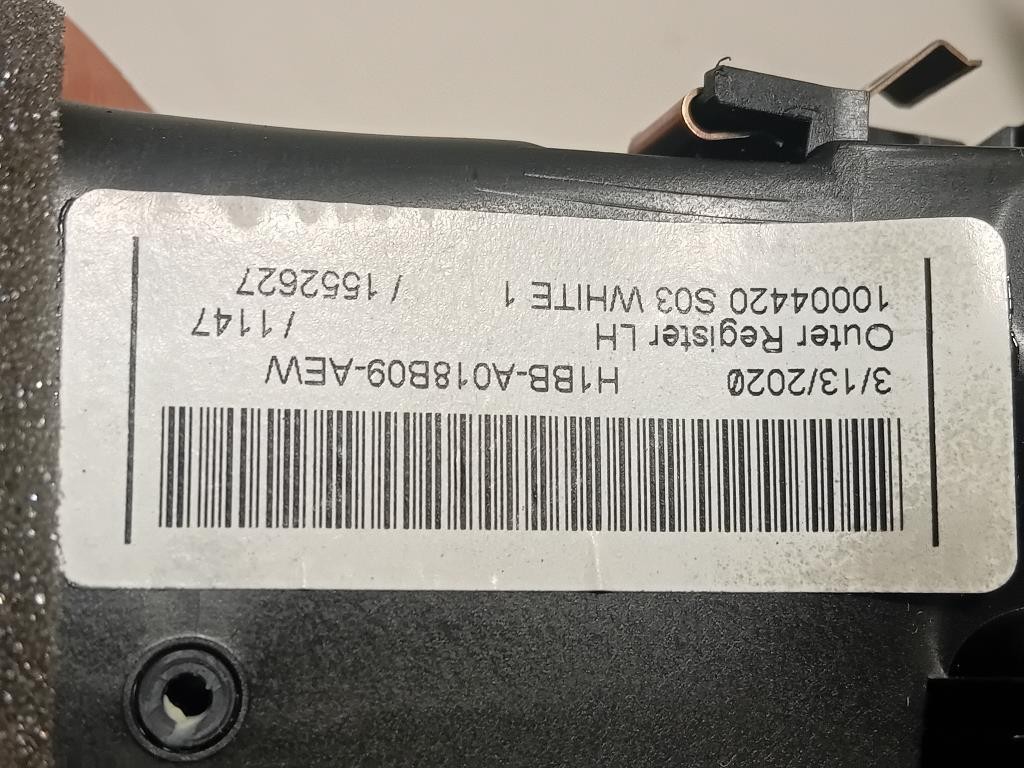 3/13/2020 H1BB-A018B09-AEW
Outer Register LH / 1147
10004420 S03 WHITE 1 / 1552627